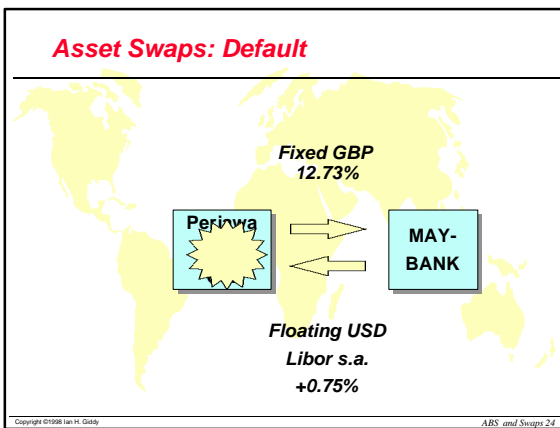 Asset Swaps: Default
Fixed GBP
12.73%
MAY-
BANK
Floating USD
Libor s.a.
+0.75%
Copyright ©1998 Ian H. Giddy
ABS and Swaps 24